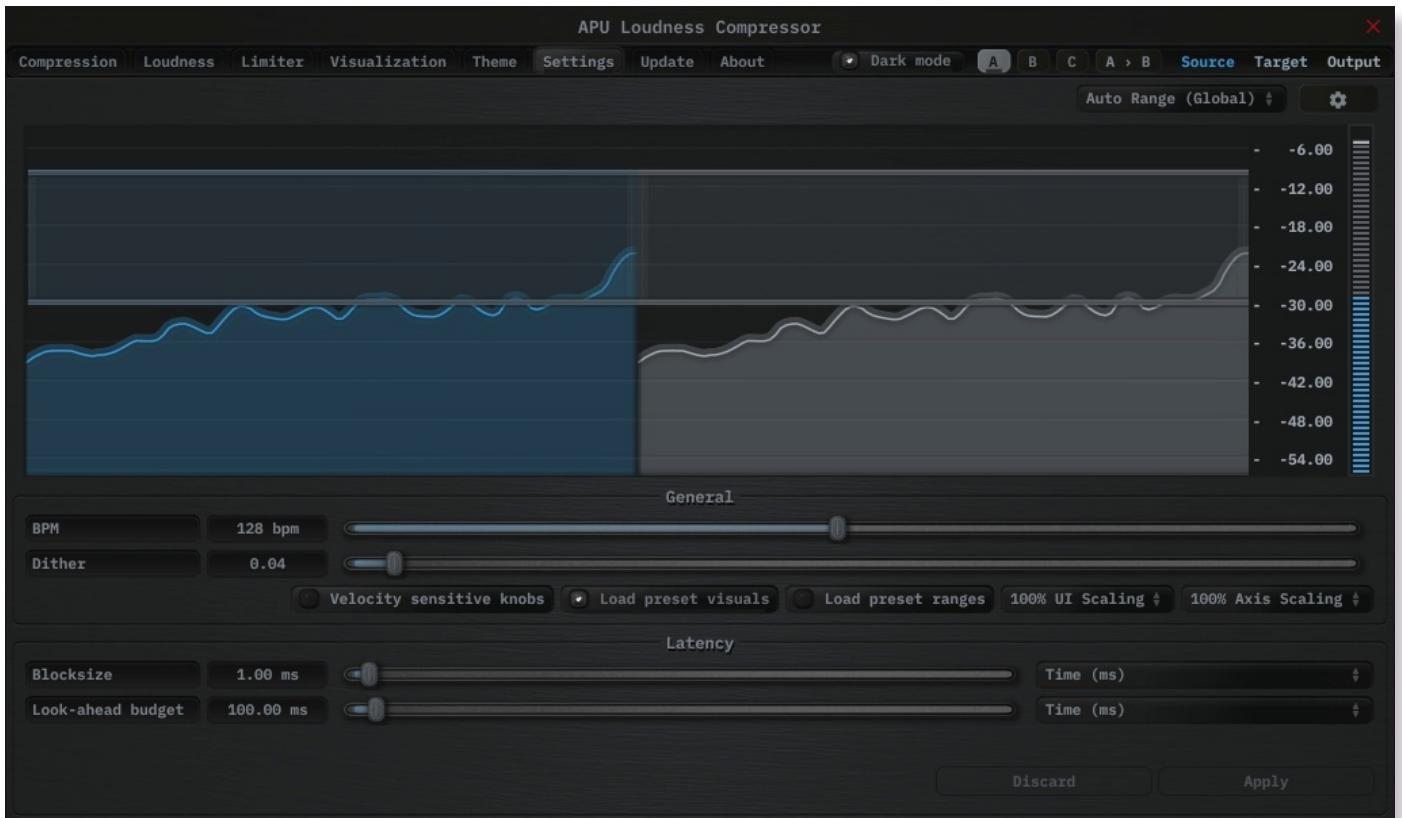 APU Loudness Compressor
Compression Loudness Limiter Visualization Theme Settings Update About Dark mode A B C A › B Source Target Output
Auto Range (Global)
- -6.00
- -12.00
- -18.00
- -24.00
- -30.00
- -36.00
- -42.00
- -48.00
- -54.00
General
BPM 128 bpm
Dither 0.04
Velocity sensitive knobs Load preset visuals Load preset ranges 100% UI Scaling 100% Axis Scaling
Latency
Blocksize 1.00 ms Time (ms)
Look-ahead budget 100.00 ms Time (ms)
Discard Apply